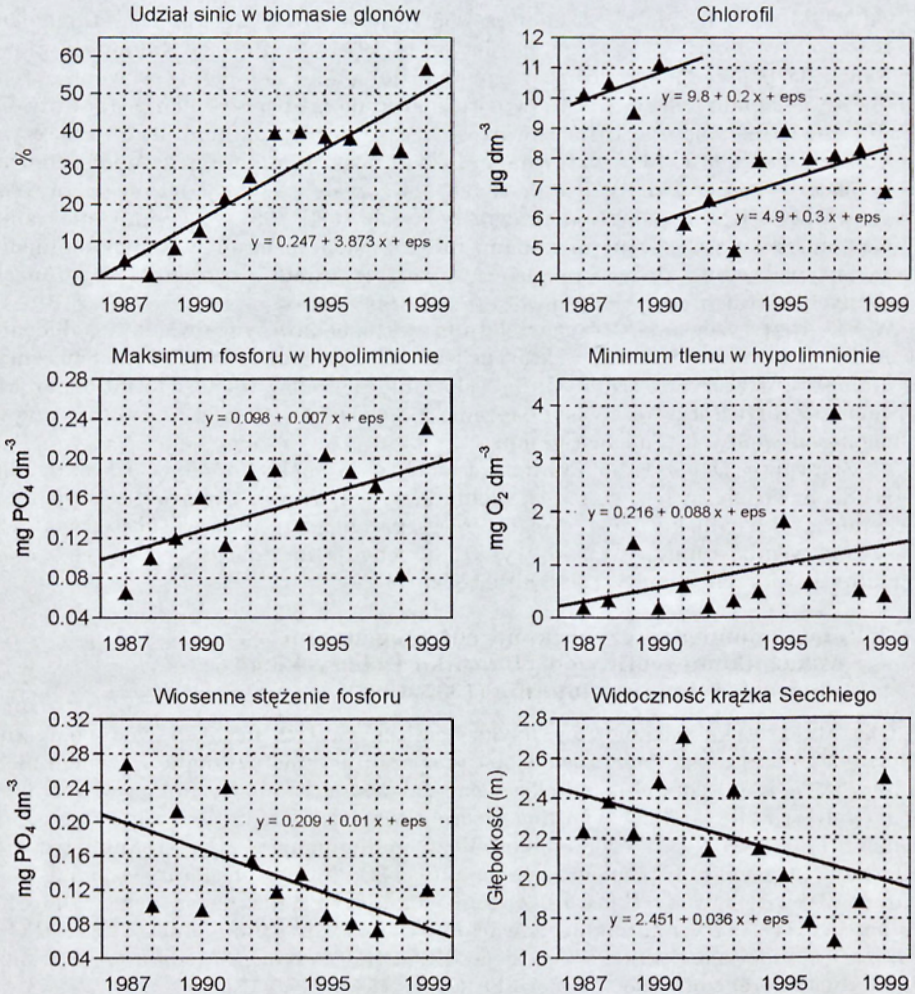 Udział sinic w biomasie glonów
60
50
40
30
20
10
0
%
y = 0.247 + 3.873 x + eps
1987 1990 1995 1999
Chlorofil
12
11
10
9
8
7
6
5
4
µg dm-3
y = 9.8 + 0.2 x + eps
y = 4.9 + 0.3 x + eps
1987 1990 1995 1999
Maksimum fosforu w hypolimnionie
0.28
0.24
0.20
0.16
0.12
0.08
0.04
mg PO4 dm-3
y = 0.098 + 0.007 x + eps
1987 1990 1995 1999
Minimum tlenu w hypolimnionie
4
3
2
1
0
mg O2 dm-3
y = 0.216 + 0.088 x + eps
1987 1990 1995 1999
Wiosenne stężenie fosforu
0.32
0.24
0.20
0.16
0.12
0.08
0.04
mg PO4 dm-3
y = 0.209 + 0.01 x + eps
1987 1990 1995 1999
Widoczność krążka Secchiego
2.8
2.6
2.4
2.2
2.0
1.8
1.6
Głębokość (m)
y = 2.451 + 0.036 x + eps
1987 1990 1995 1999